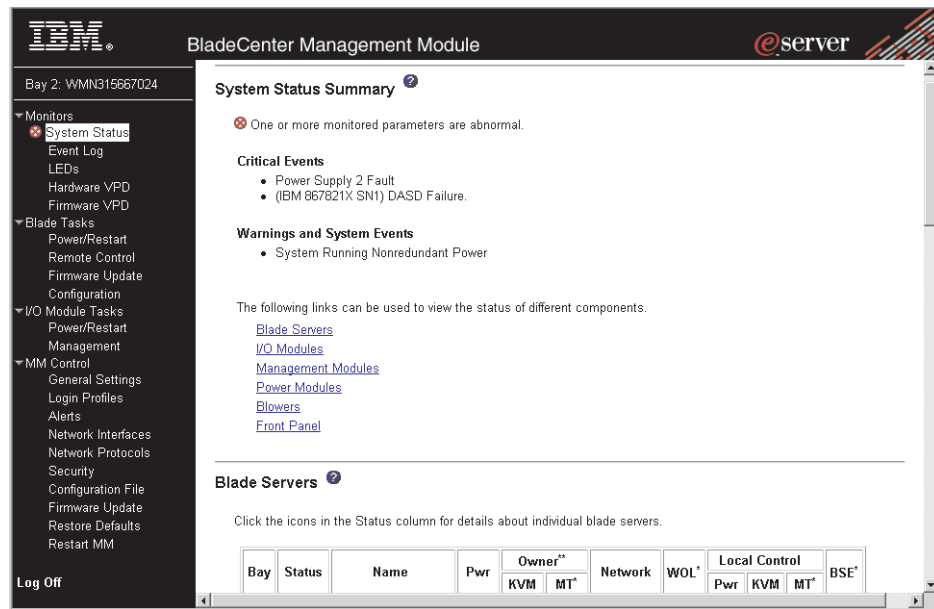 IBM®
BladeCenter Management Module
eserver
Bay 2: WMN315667024
Monitors
System Status
Event Log
LEDs
Hardware VPD
Firmware VPD
Blade Tasks
Power/Restart
Remote Control
Firmware Update
Configuration
I/O Module Tasks
Power/Restart
Management
MM Control
General Settings
Login Profiles
Alerts
Network Interfaces
Network Protocols
Security
Configuration File
Firmware Update
Restore Defaults
Restart MM
Log Off
System Status Summary ?
One or more monitored parameters are abnormal.
Critical Events
• Power Supply 2 Fault
• (IBM 867821X SN1) DASD Failure.
Warnings and System Events
• System Running Nonredundant Power
The following links can be used to view the status of different components.
Blade Servers
I/O Modules
Management Modules
Power Modules
Blowers
Front Panel
Blade Servers ?
Click the icons in the Status column for details about individual blade servers.
Bay Status Name Pwr Owner** Network WOL* Local Control BSE*
KVM MT* Pwr KVM MT*